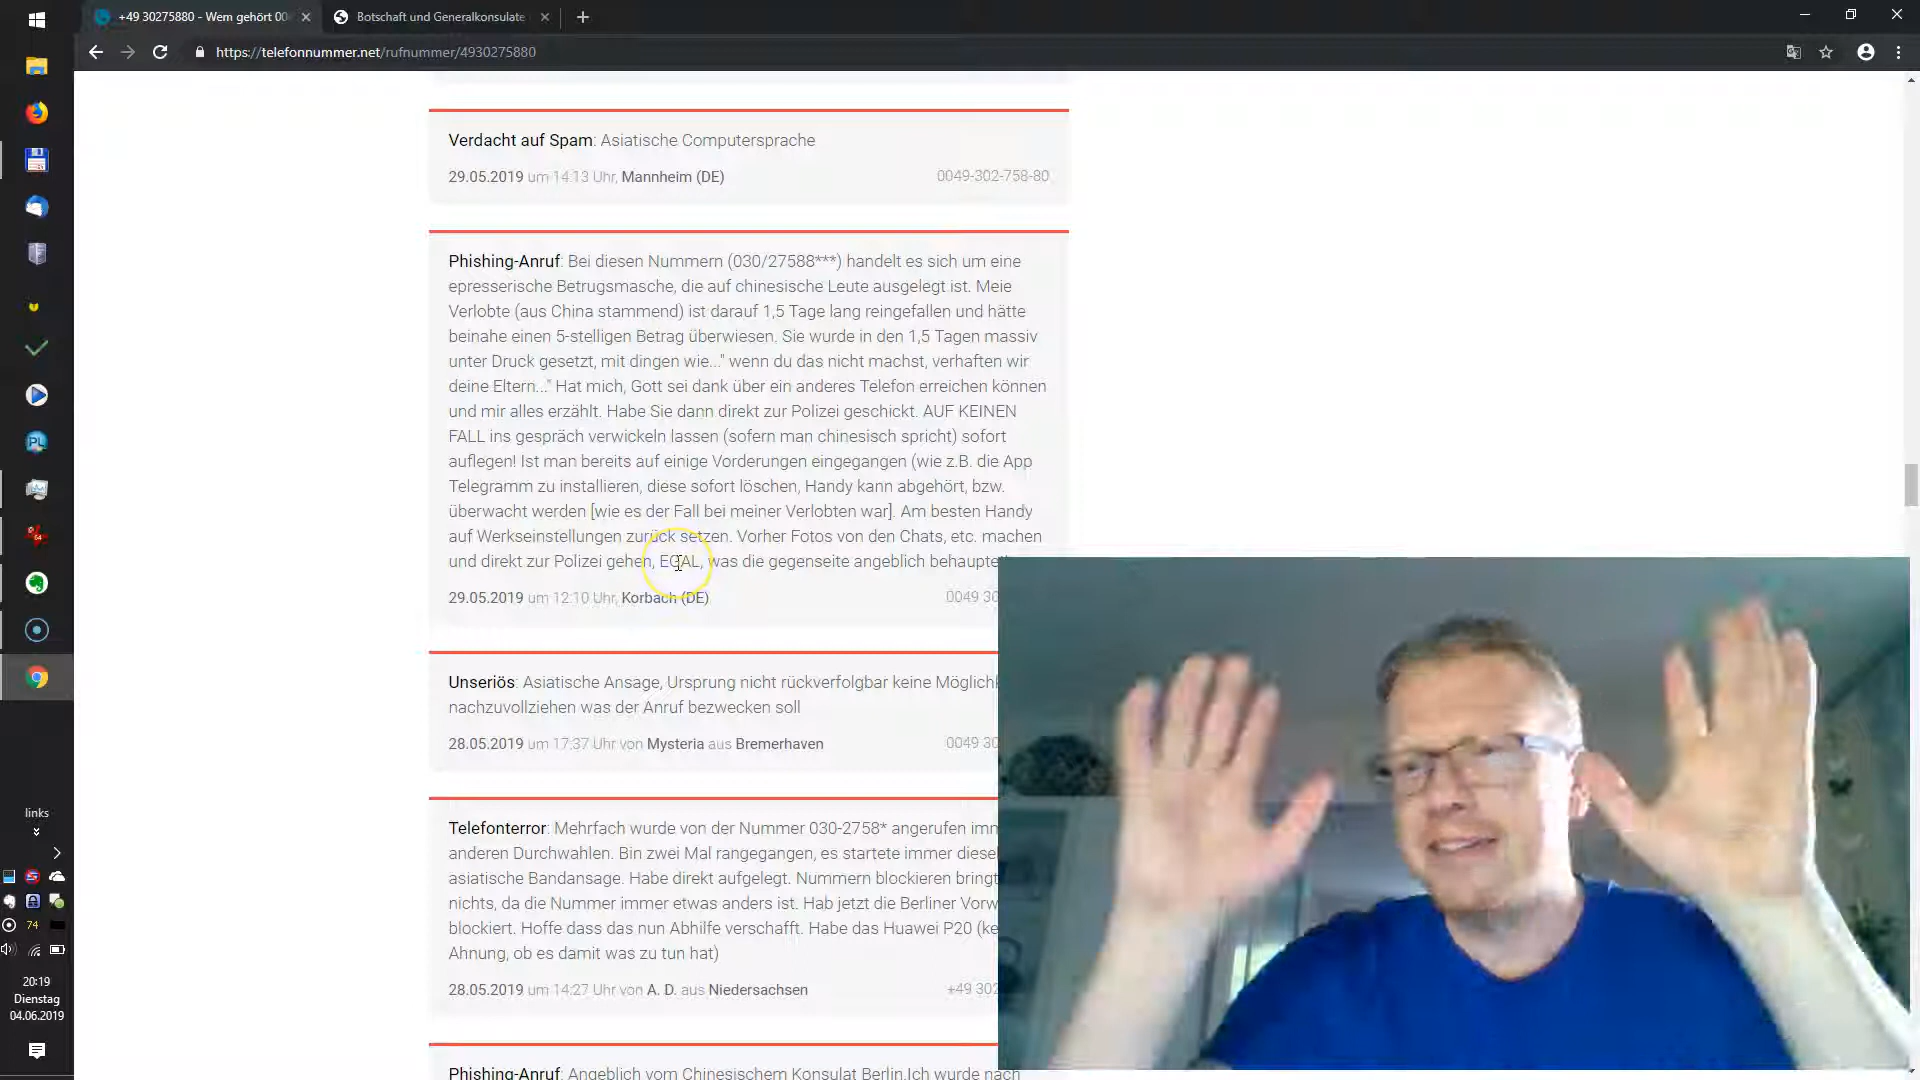 +49 30275880 - Wem gehört 00
Botschaft und Generalkonsulate
https://telefonnummer.net/rufnummer/4930275880
Verdacht auf Spam: Asiatische Computersprache
29.05.2019 um 14:13 Uhr, Mannheim (DE)
0049-302-758-80
Phishing-Anruf: Bei diesen Nummern (030/27588***) handelt es sich um eine
epresserische Betrugsmasche, die auf chinesische Leute ausgelegt ist. Meie
Verlobte (aus China stammend) ist darauf 1,5 Tage lang reingefallen und hätte
beinahe einen 5-stelligen Betrag überwiesen. Sie wurde in den 1,5 Tagen massiv
unter Druck gesetzt, mit dingen wie..." wenn du das nicht machst, verhaften wir
deine Eltern..." Hat mich, Gott sei dank über ein anderes Telefon erreichen können
und mir alles erzählt. Habe Sie dann direkt zur Polizei geschickt. AUF KEINEN
FALL ins gespräch verwickeln lassen (sofern man chinesisch spricht) sofort
auflegen! Ist man bereits auf einige Vorderungen eingegangen (wie z.B. die App
Telegramm zu installieren, diese sofort löschen, Handy kann abgehört, bzw.
überwacht werden [wie es der Fall bei meiner Verlobten war]. Am besten Handy
auf Werkseinstellungen zurück setzen. Vorher Fotos von den Chats, etc. machen
und direkt zur Polizei gehen, EGAL, was die gegenseite angeblich behauptet
29.05.2019 um 12:10 Uhr, Korbach (DE)
0049 30
Unseriös: Asiatische Ansage, Ursprung nicht rückverfolgbar keine Möglichk
nachzuvollziehen was der Anruf bezwecken soll
28.05.2019 um 17:37 Uhr von Mysteria aus Bremerhaven
0049 30
Telefonterror: Mehrfach wurde von der Nummer 030-2758* angerufen imm
anderen Durchwahlen. Bin zwei Mal rangegangen, es startete immer diesel
asiatische Bandansage. Habe direkt aufgelegt. Nummern blockieren bringt
nichts, da die Nummer immer etwas anders ist. Hab jetzt die Berliner Vorw
blockiert. Hoffe dass das nun Abhilfe verschafft. Habe das Huawei P20 (ke
Ahnung, ob es damit was zu tun hat)
28.05.2019 um 14:27 Uhr von A. D. aus Niedersachsen
+49 302
Phishing-Anruf: Angeblich vom Chinesischem Konsulat Berlin.Ich wurde nach
PL
64
links
74
20:19
Dienstag
04.06.2019